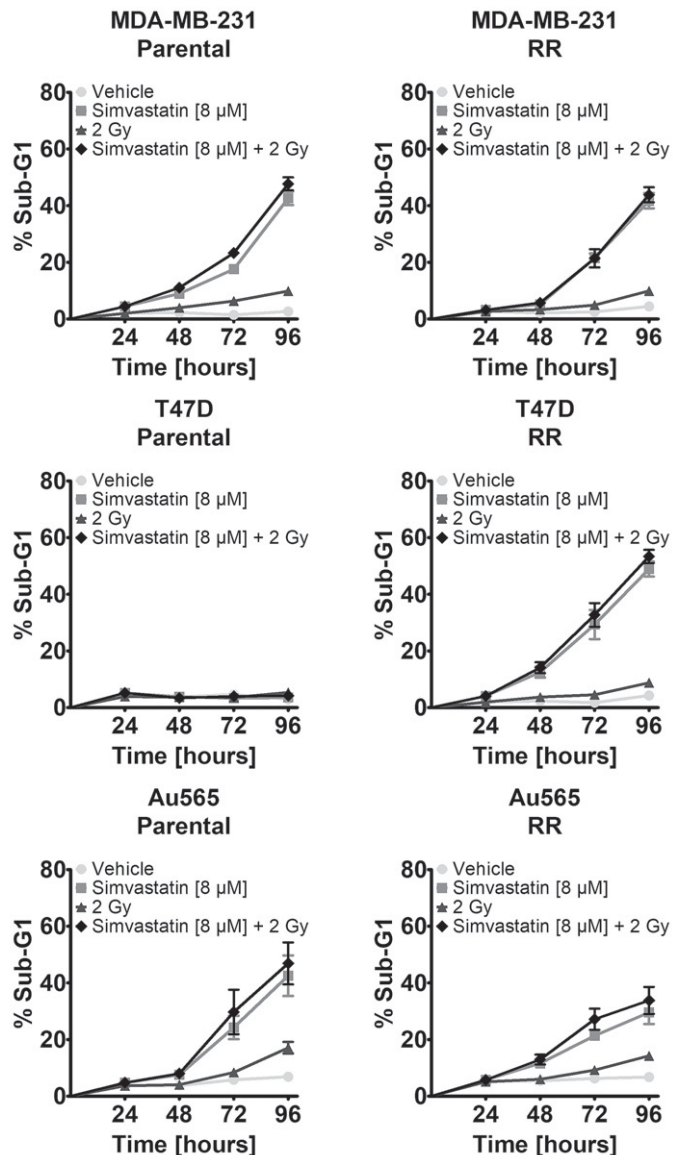 MDA-MB-231
Parental
80
60
40
20
0
% Sub-G1
Vehicle
Simvastatin [8 µM]
2 Gy
Simvastatin [8 µM] + 2 Gy
24 48 72 96
Time [hours]
MDA-MB-231
RR
80
60
40
20
0
% Sub-G1
Vehicle
Simvastatin [8 µM]
2 Gy
Simvastatin [8 µM] + 2 Gy
24 48 72 96
Time [hours]
T47D
Parental
80
60
40
20
0
% Sub-G1
Vehicle
Simvastatin [8 µM]
2 Gy
Simvastatin [8 µM] + 2 Gy
24 48 72 96
Time [hours]
T47D
RR
80
60
40
20
0
% Sub-G1
Vehicle
Simvastatin [8 µM]
2 Gy
Simvastatin [8 µM] + 2 Gy
24 48 72 96
Time [hours]
Au565
Parental
80
60
40
20
0
% Sub-G1
Vehicle
Simvastatin [8 µM]
2 Gy
Simvastatin [8 µM] + 2 Gy
24 48 72 96
Time [hours]
Au565
RR
80
60
40
20
0
% Sub-G1
Vehicle
Simvastatin [8 µM]
2 Gy
Simvastatin [8 µM] + 2 Gy
24 48 72 96
Time [hours]